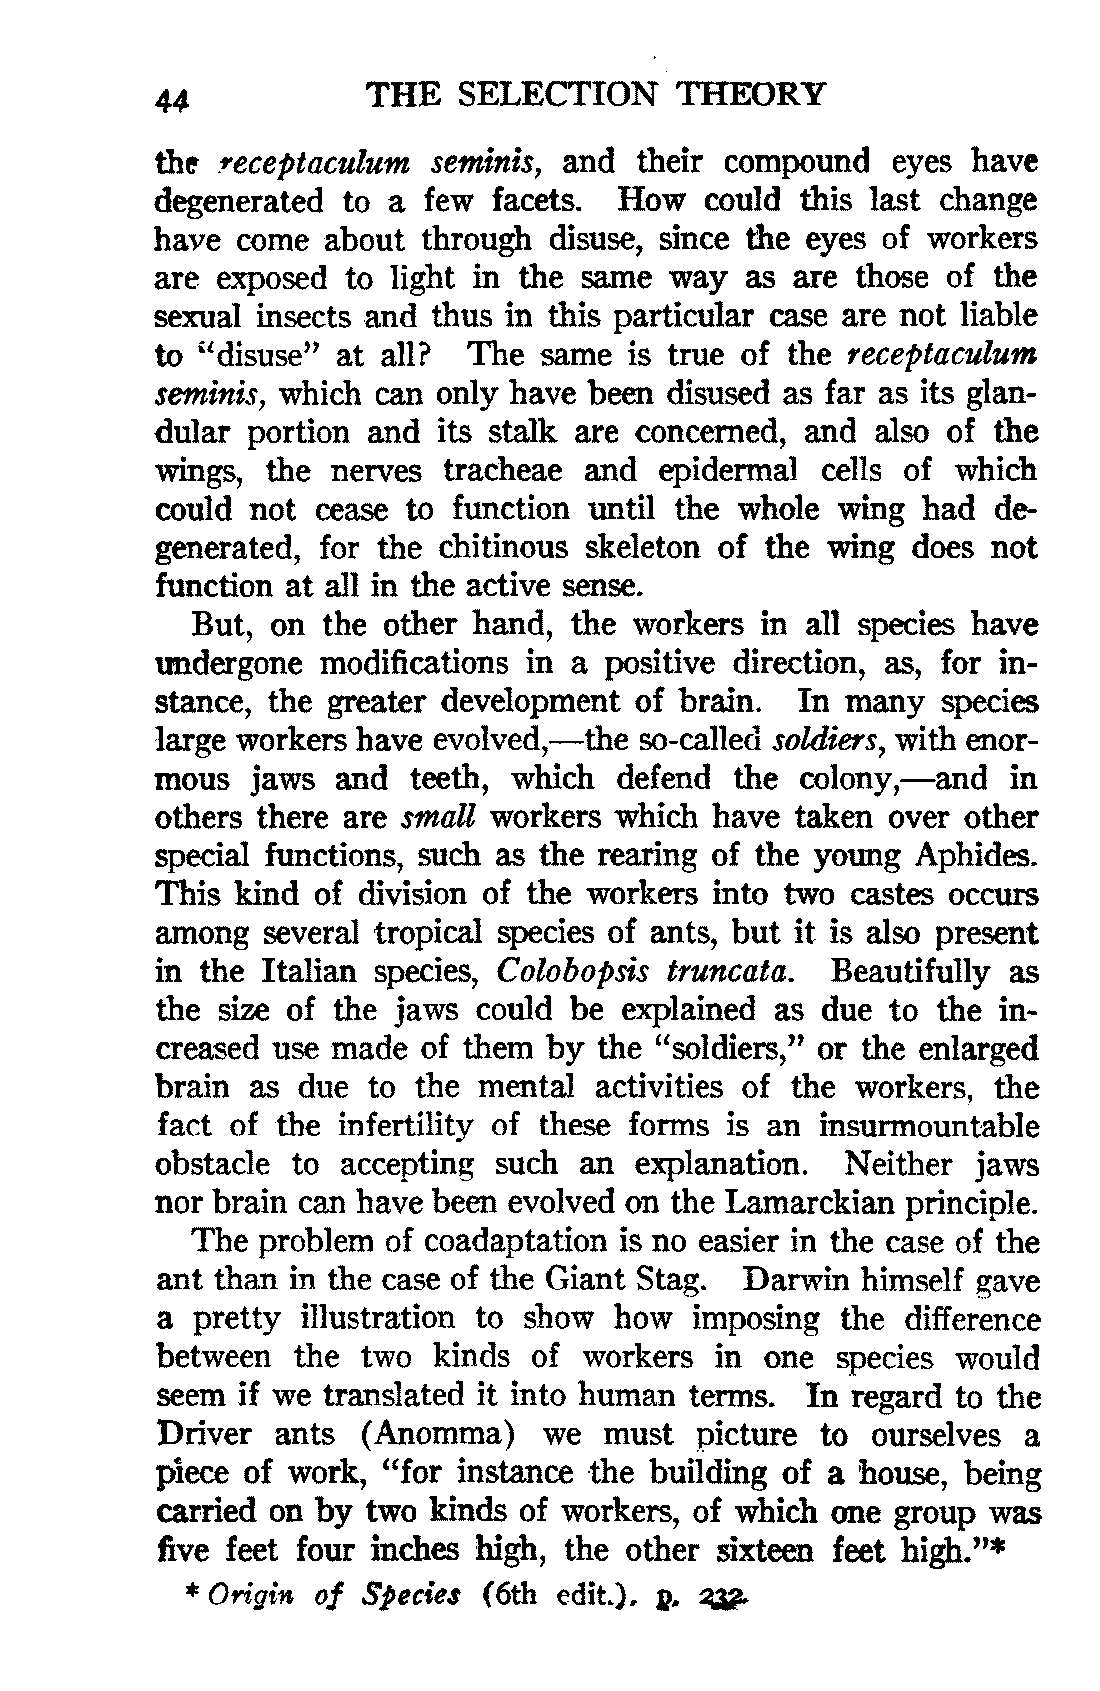 44 THE SELECTION THEORY
the receptaculum seminis, and their compound eyes have
degenerated to a few facets. How could this last change
have come about through disuse, since the eyes of workers
are exposed to light in the same way as are those of the
sexual insects and thus in this particular case are not liable
to “disuse” at all? The same is true of the receptaculum
seminis, which can only have been disused as far as its glan-
dular portion and its stalk are concerned, and also of the
wings, the nerves tracheae and epidermal cells of which
could not cease to function until the whole wing had de-
generated, for the chitinous skeleton of the wing does not
function at all in the active sense.
But, on the other hand, the workers in all species have
undergone modifications in a positive direction, as, for in-
stance, the greater development of brain. In many species
large workers have evolved,—the so-called soldiers, with enor-
mous jaws and teeth, which defend the colony,—and in
others there are small workers which have taken over other
special functions, such as the rearing of the young Aphides.
This kind of division of the workers into two castes occurs
among several tropical species of ants, but it is also present
in the Italian species, Colobopsis truncata. Beautifully as
the size of the jaws could be explained as due to the in-
creased use made of them by the “soldiers,” or the enlarged
brain as due to the mental activities of the workers, the
fact of the infertility of these forms is an insurmountable
obstacle to accepting such an explanation. Neither jaws
nor brain can have been evolved on the Lamarckian principle.
The problem of coadaptation is no easier in the case of the
ant than in the case of the Giant Stag. Darwin himself gave
a pretty illustration to show how imposing the difference
between the two kinds of workers in one species would
seem if we translated it into human terms. In regard to the
Driver ants (Anomma) we must picture to ourselves a
piece of work, “for instance the building of a house, being
carried on by two kinds of workers, of which one group was
five feet four inches high, the other sixteen feet high.”*
* Origin of Species (6th edit.), p. 232.